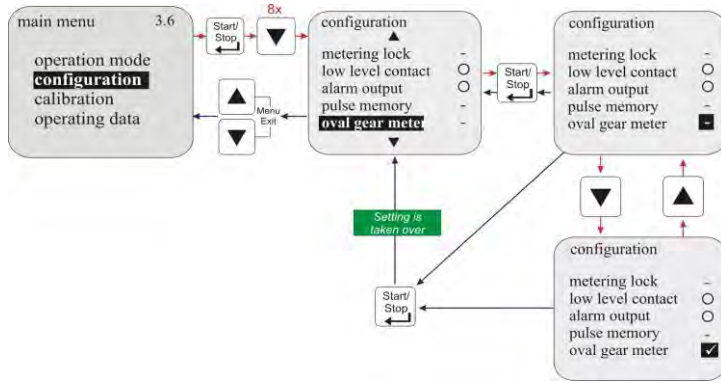 main menu 3.6
operation mode
configuration
calibration
operating data
Start/
Stop
8x
Menu
Exit
configuration
metering lock -
low level contact O
alarm output O
pulse memory -
oval gear meter -
Start/
Stop
configuration
metering lock -
low level contact O
alarm output O
pulse memory -
oval gear meter -
Setting is
taken over
Start/
Stop
configuration
metering lock -
low level contact O
alarm output O
pulse memory -
oval gear meter ✓